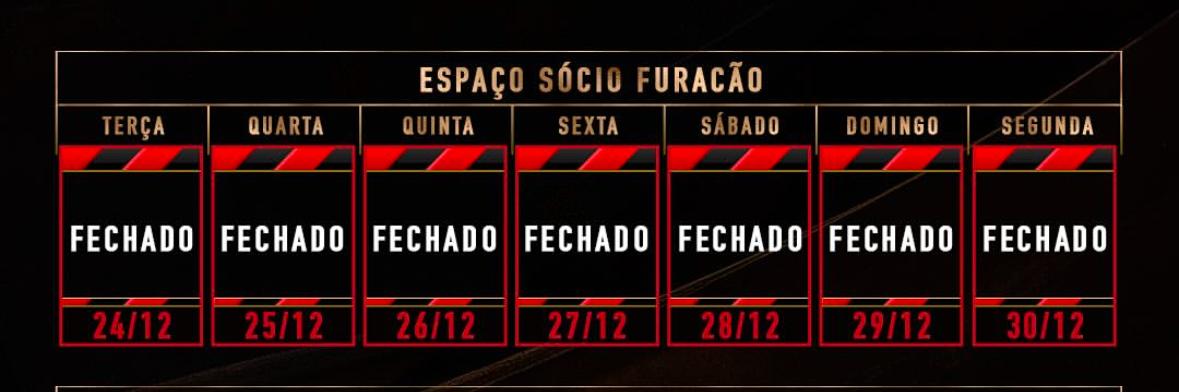 ESPAÇO SÓCIO FURACÃO
TERÇA QUARTA QUINTA SEXTA SÁBADO DOMINGO SEGUNDA
FECHADO FECHADO FECHADO FECHADO FECHADO FECHADO FECHADO
24/12 25/12 26/12 27/12 28/12 29/12 30/12